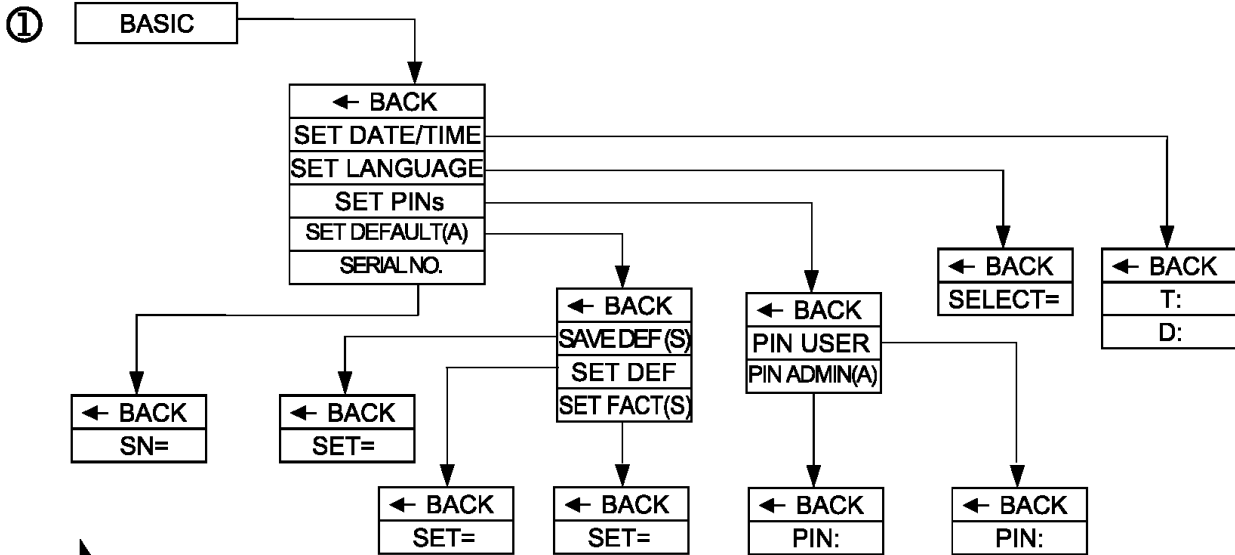 ① BASIC
← BACK
SET DATE/TIME
SET LANGUAGE
SET PINs
SET DEFAULT(A)
SERIAL NO.
← BACK
SAVE DEF(S)
SET DEF
SET FACT(S)
← BACK
PIN USER
PIN ADMIN(A)
← BACK
SELECT=
← BACK
T:
D:
← BACK
SN=
← BACK
SET=
← BACK
SET=
← BACK
SET=
← BACK
PIN:
← BACK
PIN: